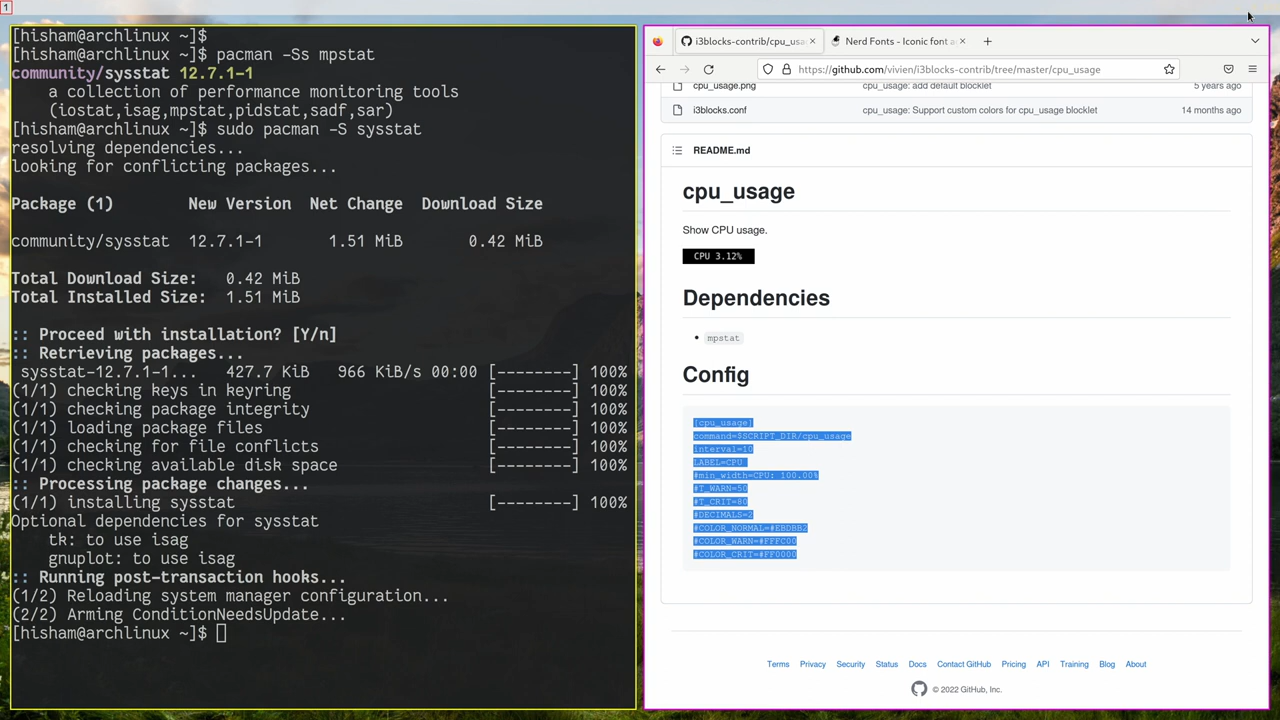 1
[hisham@archlinux ~]$
[hisham@archlinux ~]$ pacman -Ss mpstat
community/sysstat 12.7.1-1
a collection of performance monitoring tools
(iostat,isag,mpstat,pidstat,sadf,sar)
[hisham@archlinux ~]$ sudo pacman -S sysstat
resolving dependencies...
looking for conflicting packages...
Package (1) New Version Net Change Download Size
community/sysstat 12.7.1-1 1.51 MiB 0.42 MiB
Total Download Size: 0.42 MiB
Total Installed Size: 1.51 MiB
:: Proceed with installation? [Y/n]
:: Retrieving packages...
sysstat-12.7.1-1... 427.7 KiB 966 KiB/s 00:00 [--------] 100%
(1/1) checking keys in keyring [--------] 100%
(1/1) checking package integrity [--------] 100%
(1/1) loading package files [--------] 100%
(1/1) checking for file conflicts [--------] 100%
(1/1) checking available disk space [--------] 100%
:: Processing package changes...
(1/1) installing sysstat [--------] 100%
Optional dependencies for sysstat
tk: to use isag
gnuplot: to use isag
:: Running post-transaction hooks...
(1/2) Reloading system manager configuration...
(2/2) Arming ConditionNeedsUpdate...
[hisham@archlinux ~]$
i3blocks-contrib/cpu_usa
Nerd Fonts - Iconic font a
https://github.com/vivien/i3blocks-contrib/tree/master/cpu_usage
cpu_usage.png cpu_usage: add default blocklet 5 years ago
i3blocks.conf cpu_usage: Support custom colors for cpu_usage blocklet 14 months ago
README.md
cpu_usage
Show CPU usage.
CPU 3.12%
Dependencies
• mpstat
Config
[cpu_usage]
command=$SCRIPT_DIR/cpu_usage
interval=10
LABEL=CPU
#min_width=CPU: 100.00%
#T_WARN=50
#T_CRIT=80
#DECIMALS=2
#COLOR_NORMAL=#EBDBB2
#COLOR_WARN=#FFFC00
#COLOR_CRIT=#FF0000
Terms Privacy Security Status Docs Contact GitHub Pricing API Training Blog About
© 2022 GitHub, Inc.